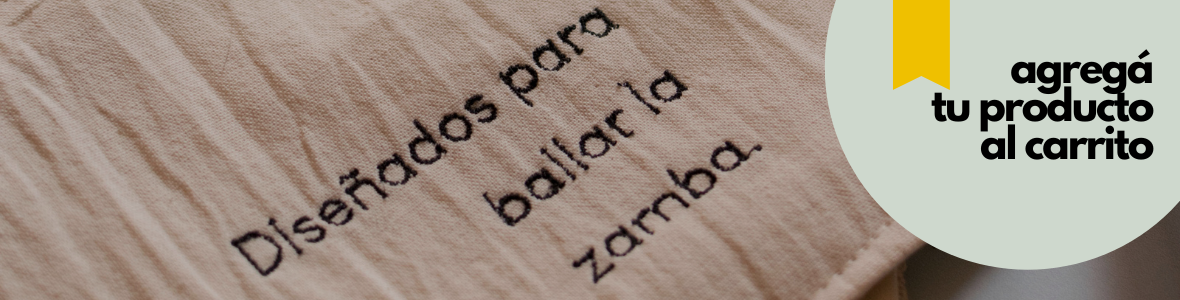 Diseñados para
bailar la
zamba.
agregá
tu producto
al carrito